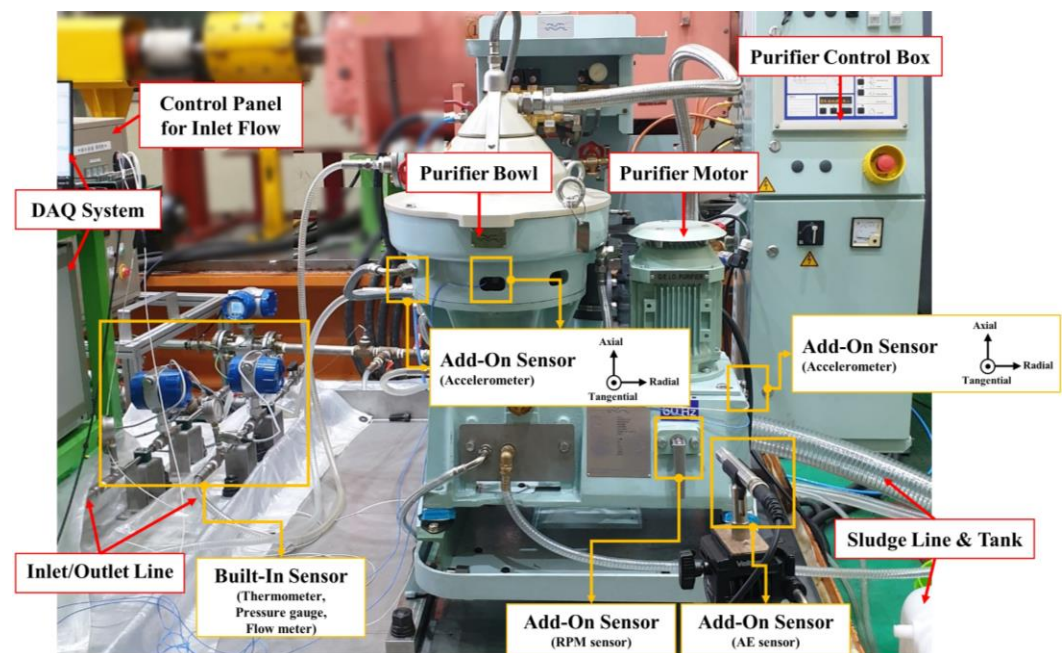 Purifier Control Box
Control Panel
for Inlet Flow
Purifier Bowl
Purifier Motor
DAQ System
Add-On Sensor
(Accelerometer)
Axial
Radial
Tangential
Add-On Sensor
(Accelerometer)
Axial
Radial
Tangential
60 Hz
Inlet/Outlet Line
Built-In Sensor
(Thermometer,
Pressure gauge,
Flow meter)
Sludge Line & Tank
Add-On Sensor
(RPM sensor)
Add-On Sensor
(AE sensor)